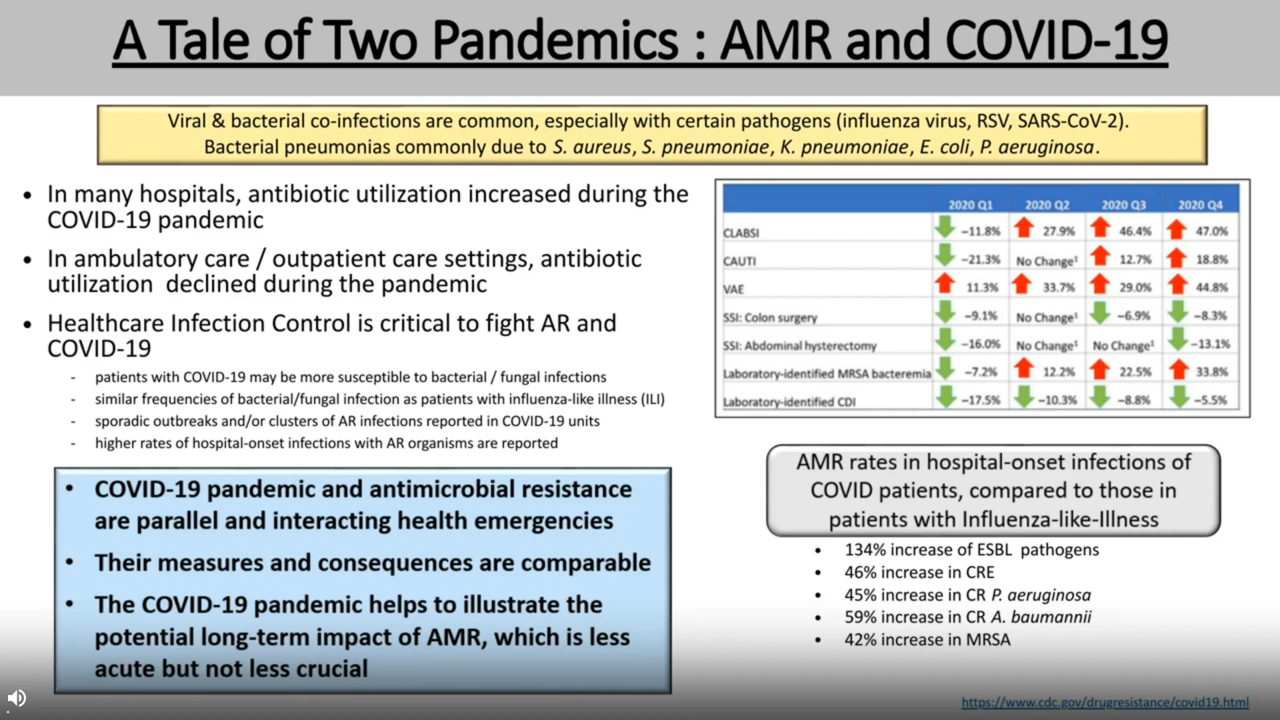 A Tale of Two Pandemics : AMR and COVID-19
Viral & bacterial co-infections are common, especially with certain pathogens (influenza virus, RSV, SARS-CoV-2).
Bacterial pneumonias commonly due to S. aureus, S. pneumoniae, K. pneumoniae, E. coli, P. aeruginosa.
• In many hospitals, antibiotic utilization increased during the
COVID-19 pandemic
• In ambulatory care / outpatient care settings, antibiotic
utilization declined during the pandemic
• Healthcare Infection Control is critical to fight AR and
COVID-19
- patients with COVID-19 may be more susceptible to bacterial / fungal infections
- similar frequencies of bacterial/fungal infection as patients with influenza-like illness (ILI)
- sporadic outbreaks and/or clusters of AR infections reported in COVID-19 units
- higher rates of hospital-onset infections with AR organisms are reported
• COVID-19 pandemic and antimicrobial resistance
are parallel and interacting health emergencies
• Their measures and consequences are comparable
• The COVID-19 pandemic helps to illustrate the
potential long-term impact of AMR, which is less
acute but not less crucial
2020 Q1 2020 Q2 2020 Q3 2020 Q4
CLABSI −11.8% 27.9% 46.4% 47.0%
CAUTI −21.3% No Change¹ 12.7% 18.8%
VAE 11.3% 33.7% 29.0% 44.8%
SSI: Colon surgery −9.1% No Change¹ −6.9% −8.3%
SSI: Abdominal hysterectomy −16.0% No Change¹ No Change¹ −13.1%
Laboratory-identified MRSA bacteremia −7.2% 12.2% 22.5% 33.8%
Laboratory-identified CDI −17.5% −10.3% −8.8% −5.5%
AMR rates in hospital-onset infections of
COVID patients, compared to those in
patients with Influenza-like-Illness
• 134% increase of ESBL pathogens
• 46% increase in CRE
• 45% increase in CR P. aeruginosa
• 59% increase in CR A. baumannii
• 42% increase in MRSA
https://www.cdc.gov/drugresistance/covid19.html